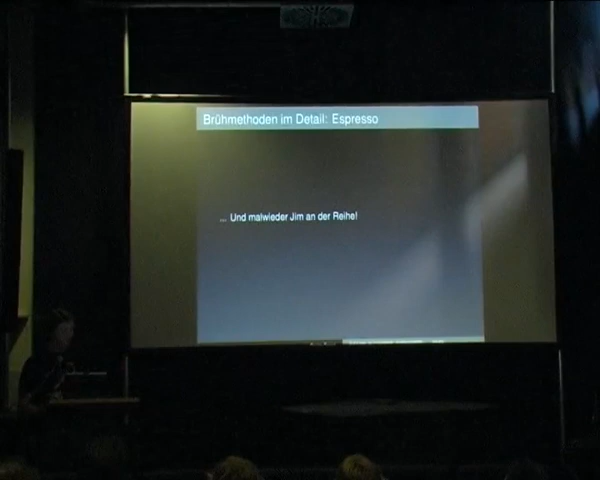 Brühmethoden im Detail: Espresso
... Und malwieder Jim an der Reihe!